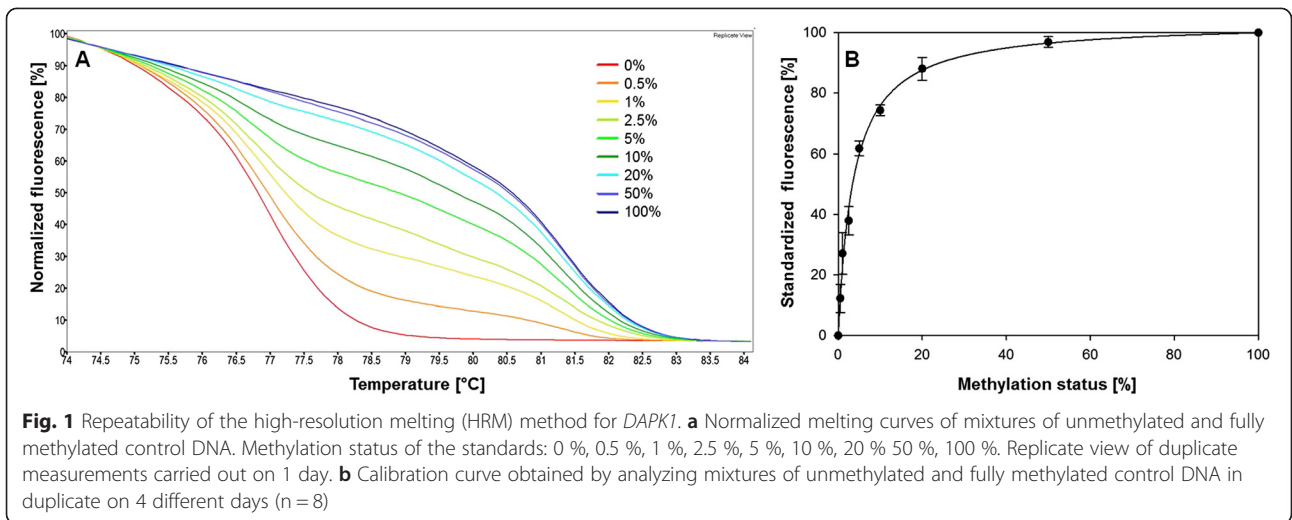 A
Replicate View
Normalized fluorescence [%]
100
90
80
70
60
50
40
30
20
10
0
74 74.5 75 75.5 76 76.5 77 77.5 78 78.5 79 79.5 80 80.5 81 81.5 82 82.5 83 83.5 84
Temperature [°C]
0%
0.5%
1%
2.5%
5%
10%
20%
50%
100%
B
Standardized fluorescence [%]
100
80
60
40
20
0
0 20 40 60 80 100
Methylation status [%]
Fig. 1 Repeatability of the high-resolution melting (HRM) method for DAPK1. a Normalized melting curves of mixtures of unmethylated and fully
methylated control DNA. Methylation status of the standards: 0 %, 0.5 %, 1 %, 2.5 %, 5 %, 10 %, 20 % 50 %, 100 %. Replicate view of duplicate
measurements carried out on 1 day. b Calibration curve obtained by analyzing mixtures of unmethylated and fully methylated control DNA in
duplicate on 4 different days (n = 8)